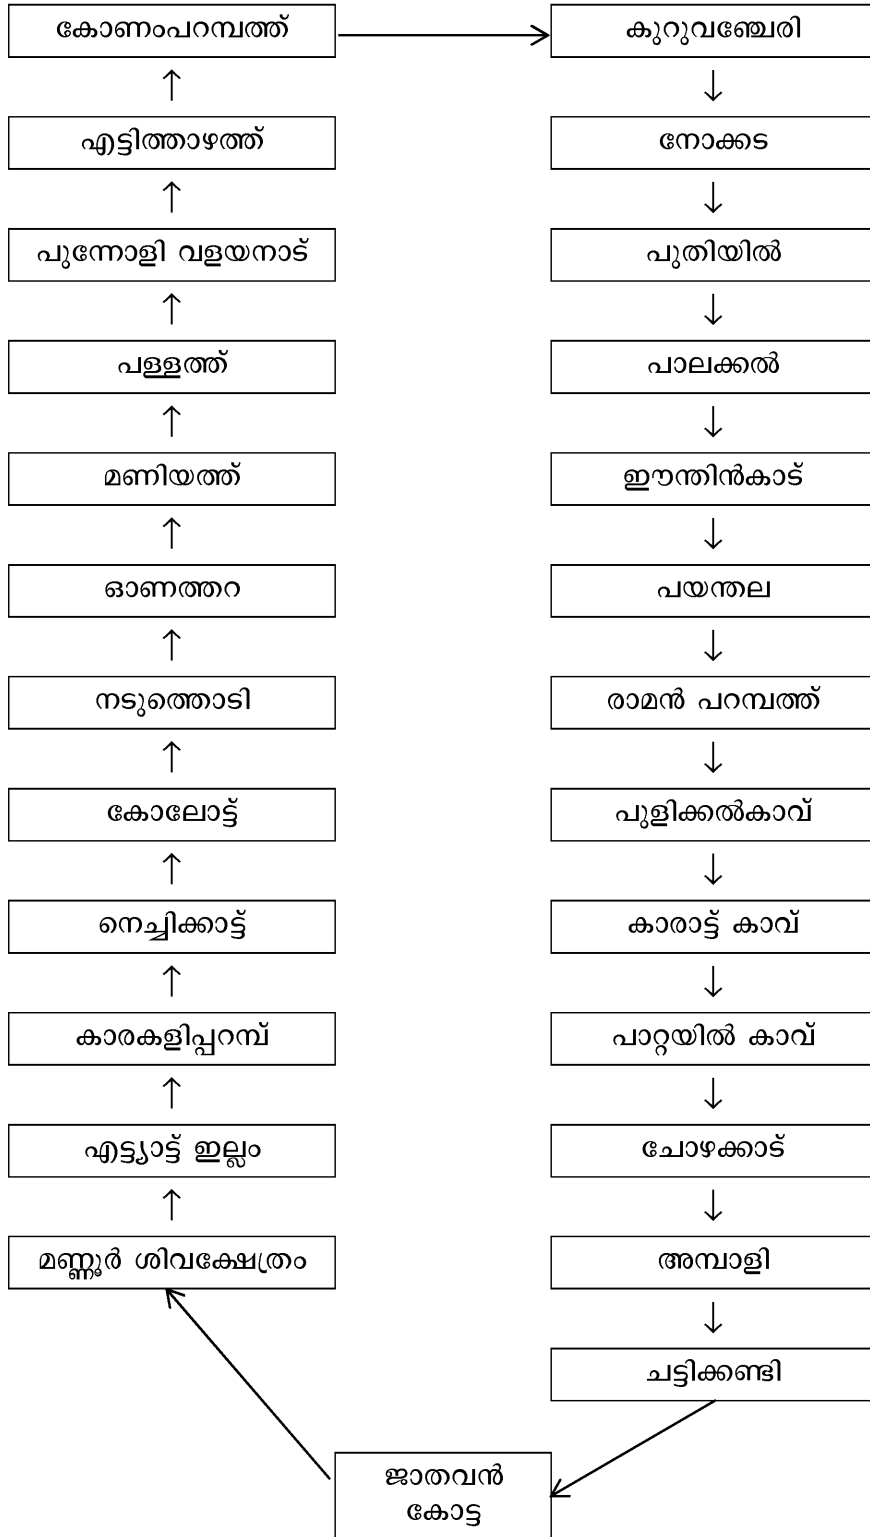 കോണംപറമ്പത്ത്
കുറുവഞ്ചേരി
എട്ടിത്താഴത്ത്
നോക്കട
പുന്നോളി വളയനാട്
പുതിയിൽ
പള്ളത്ത്
പാലക്കൽ
മണിയത്ത്
ഈന്തിൻകാട്
ഓണത്തറ
പയന്തല
നടുത്തൊടി
രാമൻ പറമ്പത്ത്
കോലോട്ട്
പുളിക്കൽകാവ്
നെച്ചിക്കാട്ട്
കാരാട്ട് കാവ്
കാരകളിപ്പറമ്പ്
പാറ്റയിൽ കാവ്
എട്ട്യാട്ട് ഇല്ലം
ചോഴക്കാട്
മണ്ണൂർ ശിവക്ഷേത്രം
അമ്പാളി
ചട്ടിക്കണ്ടി
ജാതവൻ
കോട്ട